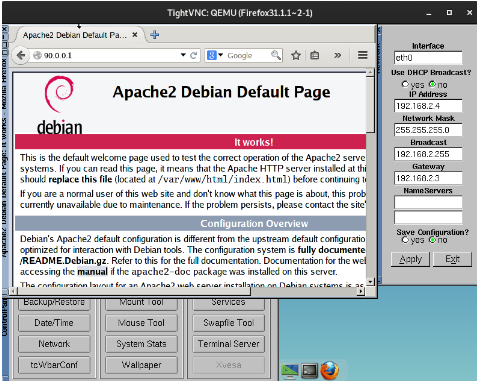 TightVNC: QEMU (Firefox31.1.1~2-1)
Apache2 Debian Default Pa...
90.0.0.1
Google
debian
Apache2 Debian Default Page
It works!
This is the default welcome page used to test the correct operation of the Apache2 serve
systems. If you can read this page, it means that the Apache HTTP server installed at thi
should replace this file (located at /var/www/html/index.html) before continuing to
If you are a normal user of this web site and don't know what this page is about, this prob
currently unavailable due to maintenance. If the problem persists, please contact the site'
Configuration Overview
Debian's Apache2 default configuration is different from the upstream default configuration
optimized for interaction with Debian tools. The configuration system is fully documente
/README.Debian.gz. Refer to this for the full documentation. Documentation for the web
accessing the manual if the apache2-doc package was installed on this server.
The configuration layout for an Apache2 web server installation on Debian systems is as
Interface
eth0
Use DHCP Broadcast?
yes no
IP Address
192.168.2.4
Network Mask
255.255.255.0
Broadcast
192.168.2.255
Gateway
192.168.2.3
NameServers
Save Configuration?
yes no
Apply Exit
Backup/Restore Mount Tool Services
Date/Time Mouse Tool Swapfile Tool
Network System Stats Terminal Server
tcWbarConf Wallpaper Xvesa